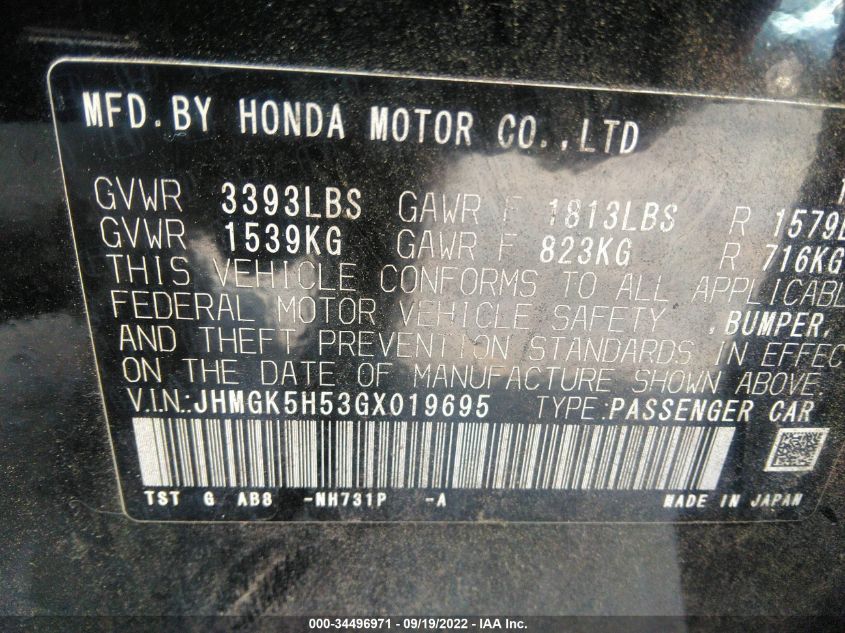 MFD.BY HONDA MOTOR CO.,LTD
GVWR 3393LBS GAWR F 1813LBS R 1579
GVWR 1539KG GAWR F 823KG R 716KG
THIS VEHICLE CONFORMS TO ALL APPLICABL
FEDERAL MOTOR VEHICLE SAFETY ,BUMPER,
AND THEFT PREVENTION STANDARDS IN EFFEC
ON THE DATE OF MANUFACTURE SHOWN ABOVE
V.I.N.:JHMGK5H53GX019695 TYPE:PASSENGER CAR
TST G AB8 -NH731P -A MADE IN JAPAN
000-34496971 - 09/19/2022 - IAA Inc.